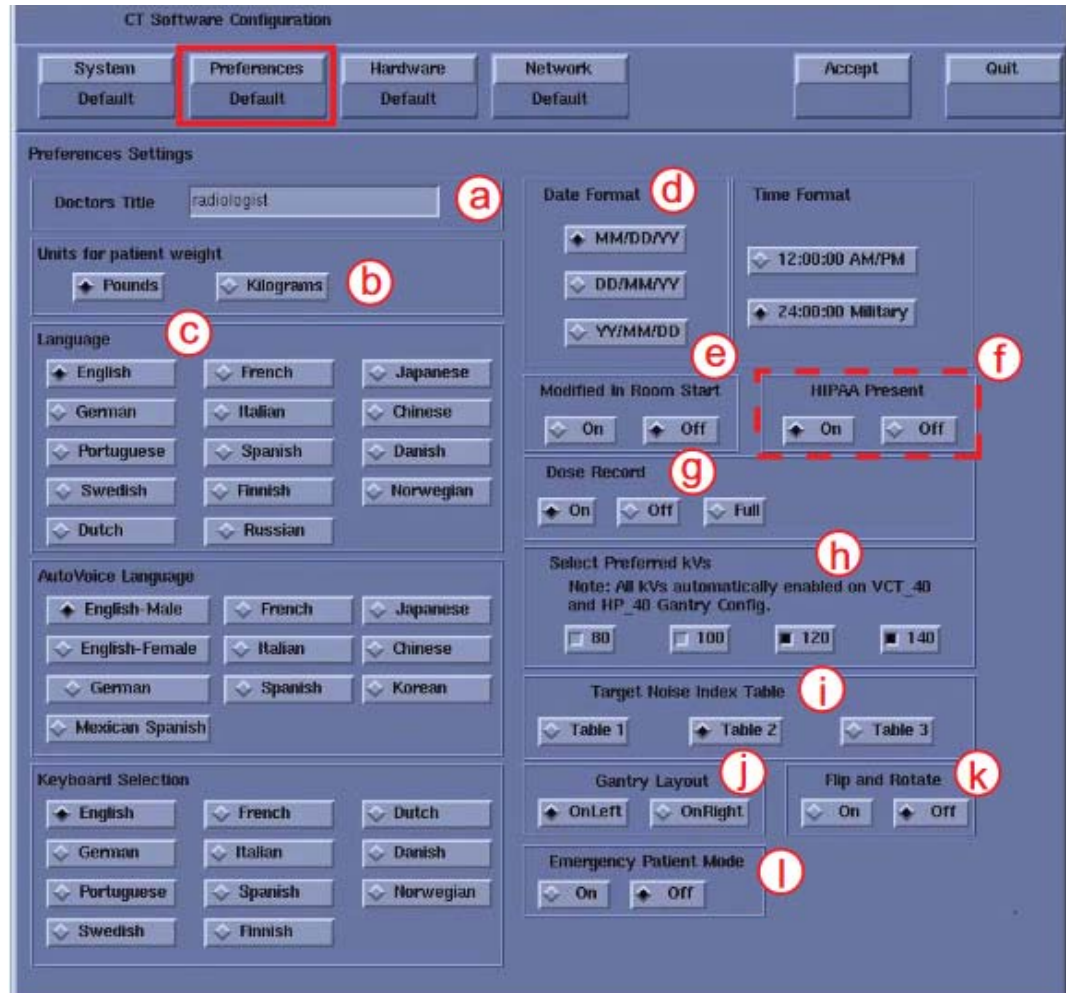 CT Software Configuration
System Preferences Hardware Network Accept Quit
Default Default Default Default
Preferences Settings
Doctors Title radiologist a
Units for patient weight
Pounds Kilograms b
Language c
English French Japanese
German Italian Chinese
Portuguese Spanish Danish
Swedish Finnish Norwegian
Dutch Russian
AutoVoice Language
English-Male French Japanese
English-Female Italian Chinese
German Spanish Korean
Mexican Spanish
Keyboard Selection
English French Dutch
German Italian Danish
Portuguese Spanish Norwegian
Swedish Finnish
Date Format d
MM/DD/YY
DD/MM/YY
YY/MM/DD
Time Format
12:00:00 AM/PM
24:00:00 Military
e
Modified In Room Start
On Off
f
HIPAA Present
On Off
Dose Record g
On Off Full
Select Preferred kVs h
Note: All KVs automatically enabled on VCT_40
and HP_40 Gantry Config.
80 100 120 140
Target Noise Index Table i
Table 1 Table 2 Table 3
Gantry Layout j
OnLeft OnRight
Flip and Rotate k
On Off
Emergency Patient Mode l
On Off